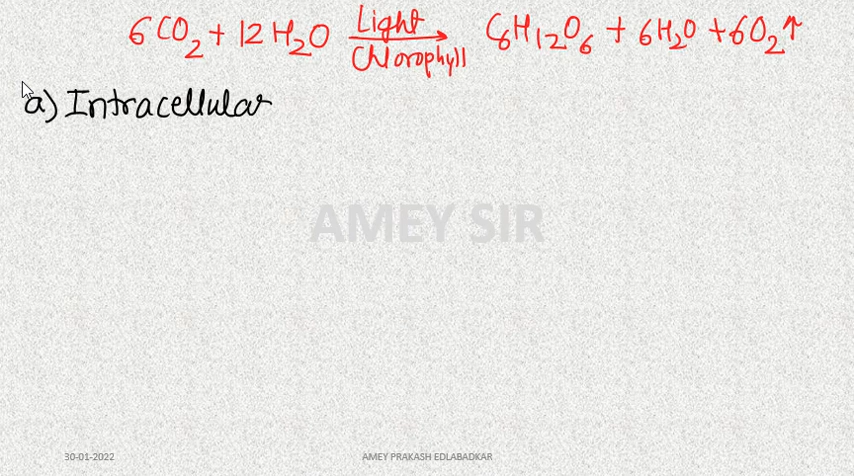 6CO2 + 12H2O Light Chlorophyll → C6H12O6 + 6H2O + 6O2↑
a) Intracellular
AMEY SIR
30-01-2022 AMEY PRAKASH EDLABADKAR